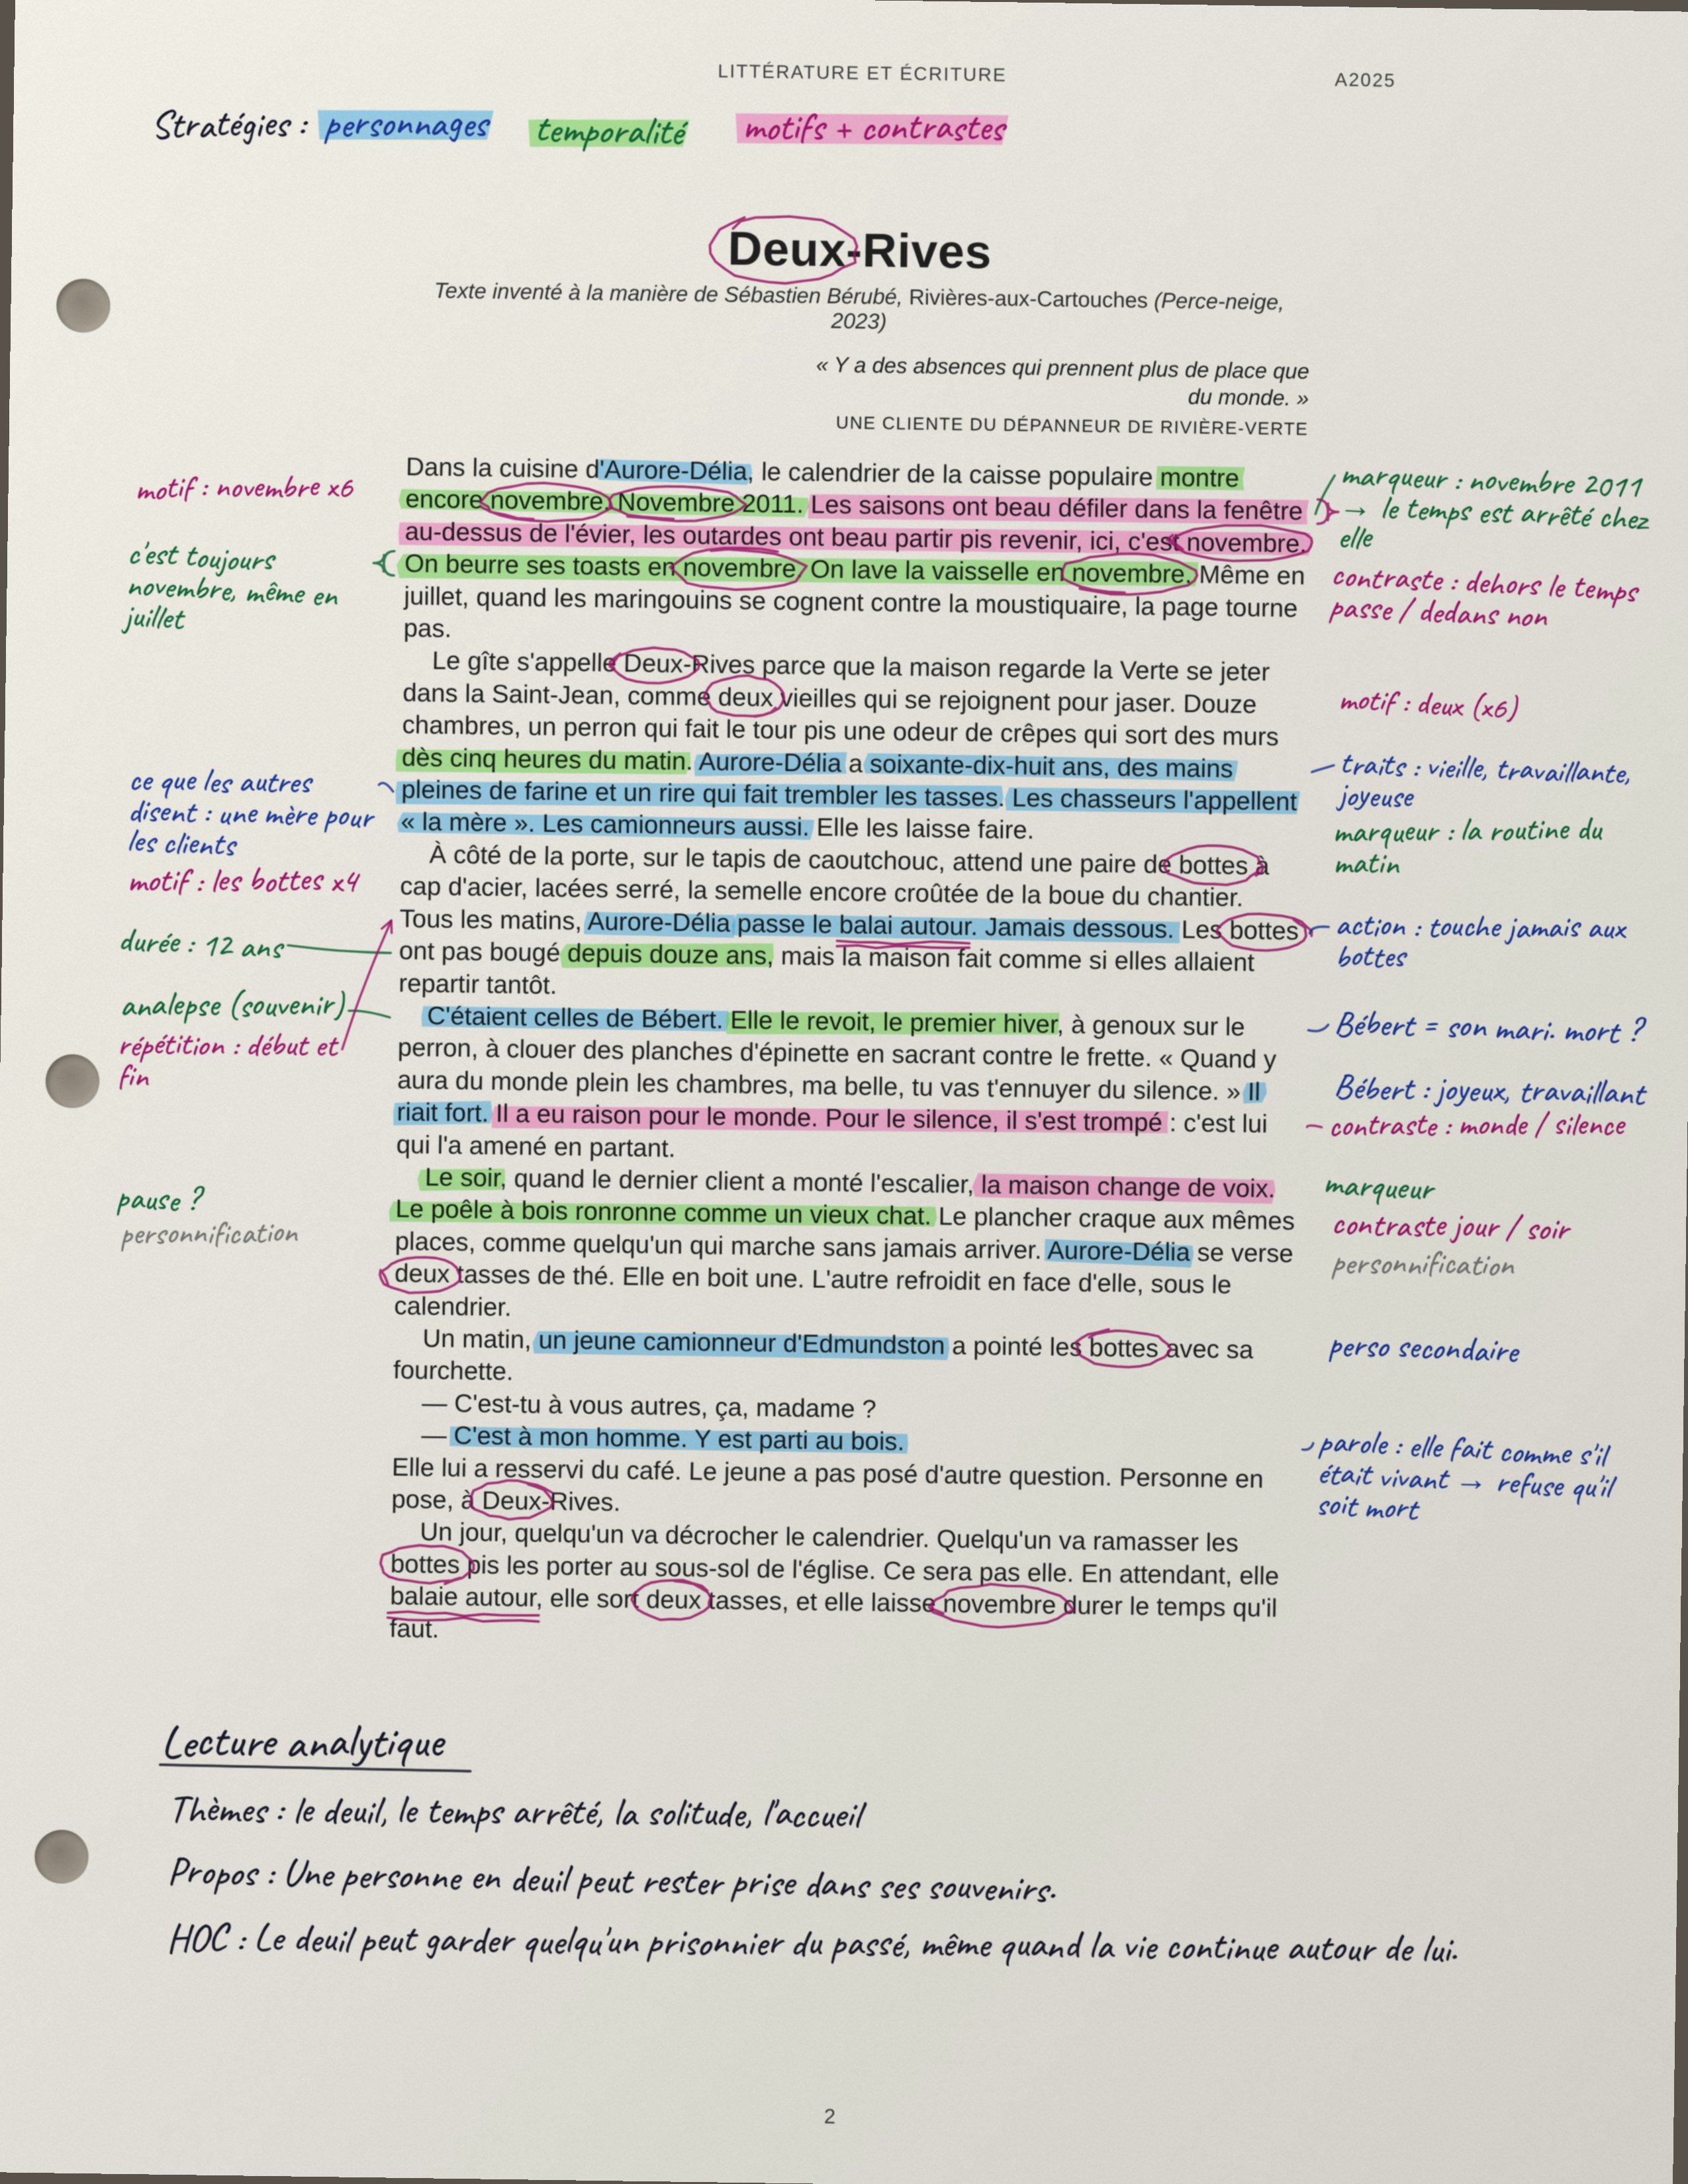 LITTÉRATURE ET ÉCRITURE
A2025
Stratégies : personnages temporalité motifs + contrastes
Deux-Rives
Texte inventé à la manière de Sébastien Bérubé, Rivières-aux-Cartouches (Perce-neige,
2023)
« Y a des absences qui prennent plus de place que
du monde. »
UNE CLIENTE DU DÉPANNEUR DE RIVIÈRE-VERTE
Dans la cuisine d'Aurore-Délia, le calendrier de la caisse populaire montre
encore novembre. Novembre 2011. Les saisons ont beau défiler dans la fenêtre
au-dessus de l'évier, les outardes ont beau partir pis revenir, ici, c'est novembre.
On beurre ses toasts en novembre. On lave la vaisselle en novembre. Même en
juillet, quand les maringouins se cognent contre la moustiquaire, la page tourne
pas.
Le gîte s'appelle Deux-Rives parce que la maison regarde la Verte se jeter
dans la Saint-Jean, comme deux vieilles qui se rejoignent pour jaser. Douze
chambres, un perron qui fait le tour pis une odeur de crêpes qui sort des murs
dès cinq heures du matin. Aurore-Délia a soixante-dix-huit ans, des mains
pleines de farine et un rire qui fait trembler les tasses. Les chasseurs l'appellent
« la mère ». Les camionneurs aussi. Elle les laisse faire.
À côté de la porte, sur le tapis de caoutchouc, attend une paire de bottes à
cap d'acier, lacées serré, la semelle encore croûtée de la boue du chantier.
Tous les matins, Aurore-Délia passe le balai autour. Jamais dessous. Les bottes
ont pas bougé depuis douze ans, mais la maison fait comme si elles allaient
repartir tantôt.
C'étaient celles de Bébert. Elle le revoit, le premier hiver, à genoux sur le
perron, à clouer des planches d'épinette en sacrant contre le frette. « Quand y
aura du monde plein les chambres, ma belle, tu vas t'ennuyer du silence. » Il
riait fort. Il a eu raison pour le monde. Pour le silence, il s'est trompé : c'est lui
qui l'a amené en partant.
Le soir, quand le dernier client a monté l'escalier, la maison change de voix.
Le poêle à bois ronronne comme un vieux chat. Le plancher craque aux mêmes
places, comme quelqu'un qui marche sans jamais arriver. Aurore-Délia se verse
deux tasses de thé. Elle en boit une. L'autre refroidit en face d'elle, sous le
calendrier.
Un matin, un jeune camionneur d'Edmundston a pointé les bottes avec sa
fourchette.
— C'est-tu à vous autres, ça, madame ?
— C'est à mon homme. Y est parti au bois.
Elle lui a resservi du café. Le jeune a pas posé d'autre question. Personne en
pose, à Deux-Rives.
Un jour, quelqu'un va décrocher le calendrier. Quelqu'un va ramasser les
bottes pis les porter au sous-sol de l'église. Ce sera pas elle. En attendant, elle
balaie autour, elle sort deux tasses, et elle laisse novembre durer le temps qu'il
faut.
motif : novembre x6
c'est toujours
novembre, même en
juillet
ce que les autres
disent : une mère pour
les clients
motif : les bottes x4
durée : 12 ans
analepse (souvenir)
répétition : début et
fin
pause ?
personnification
marqueur : novembre 2011
→ le temps est arrêté chez
elle
contraste : dehors le temps
passe / dedans non
motif : deux (x6)
traits : vieille, travaillante,
joyeuse
marqueur : la routine du
matin
action : touche jamais aux
bottes
Bébert = son mari. mort ?
Bébert : joyeux, travaillant
contraste : monde / silence
marqueur
contraste jour / soir
personnification
perso secondaire
parole : elle fait comme s'il
était vivant → refuse qu'il
soit mort
Lecture analytique
Thèmes : le deuil, le temps arrêté, la solitude, l'accueil
Propos : Une personne en deuil peut rester prise dans ses souvenirs.
HOC : Le deuil peut garder quelqu'un prisonnier du passé, même quand la vie continue autour de lui.
2